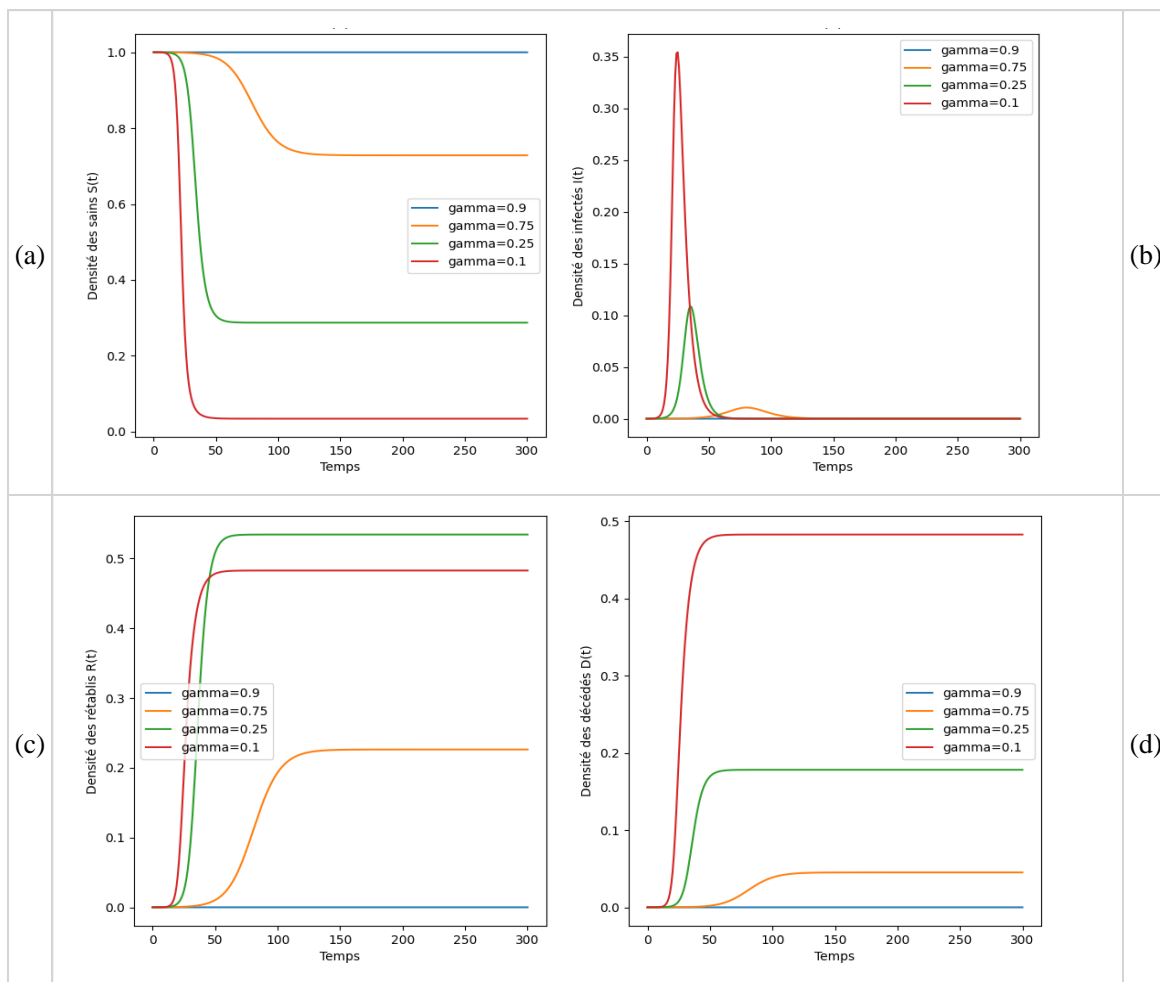 1.0
0.8
0.6
0.4
0.2
0.0
Densité des sains S(t)
gamma=0.9
gamma=0.75
gamma=0.25
gamma=0.1
0 50 100 150 200 250 300
Temps
(a)
0.35
0.30
0.25
0.20
0.15
0.10
0.05
0.00
Densité des infectés I(t)
gamma=0.9
gamma=0.75
gamma=0.25
gamma=0.1
0 50 100 150 200 250 300
Temps
(b)
0.5
0.4
0.3
0.2
0.1
0.0
Densité des rétablis R(t)
gamma=0.9
gamma=0.75
gamma=0.25
gamma=0.1
0 50 100 150 200 250 300
Temps
(c)
0.5
0.4
0.3
0.2
0.1
0.0
Densité des décédés D(t)
gamma=0.9
gamma=0.75
gamma=0.25
gamma=0.1
0 50 100 150 200 250 300
Temps
(d)